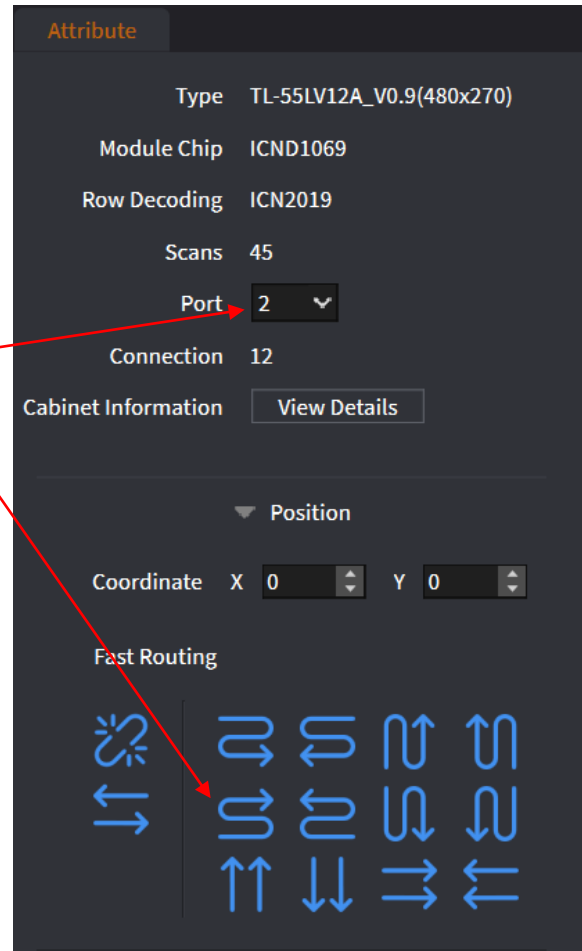 Attribute
Type TL-55LV12A_V0.9(480x270)
Module Chip ICND1069
Row Decoding ICN2019
Scans 45
Port 2
Connection 12
Cabinet Information View Details
Position
Coordinate X 0 Y 0
Fast Routing